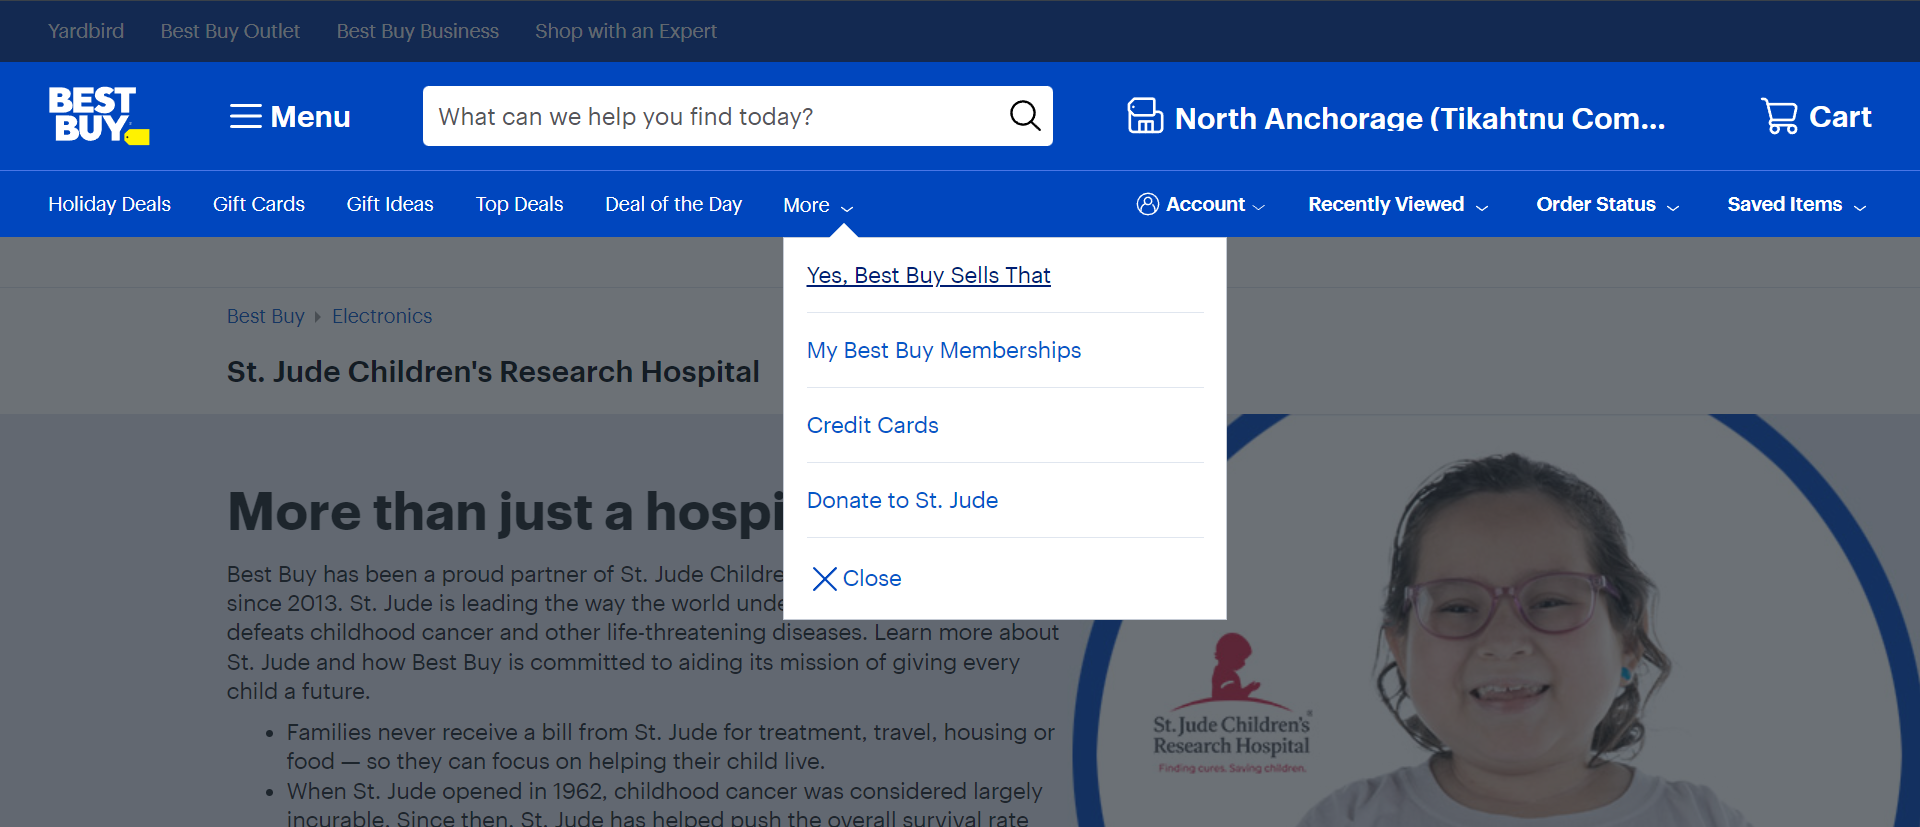 Yardbird
Best Buy Outlet
Best Buy Business
Shop with an Expert
BEST
BUY
Menu
What can we help you find today?
North Anchorage (Tikahtnu Com...
Cart
Holiday Deals
Gift Cards
Gift Ideas
Top Deals
Deal of the Day
More
Account
Recently Viewed
Order Status
Saved Items
Yes, Best Buy Sells That
My Best Buy Memberships
Credit Cards
Donate to St. Jude
Close
Best Buy
Electronics
St. Jude Children's Research Hospital
More than just a hospi
Best Buy has been a proud partner of St. Jude Childre
since 2013. St. Jude is leading the way the world unde
defeats childhood cancer and other life-threatening diseases. Learn more about
St. Jude and how Best Buy is committed to aiding its mission of giving every
child a future.
• Families never receive a bill from St. Jude for treatment, travel, housing or
food — so they can focus on helping their child live.
• When St. Jude opened in 1962, childhood cancer was considered largely
incurable. Since then, St. Jude has helped push the overall survival rate
St. Jude Children's
Research Hospital
Finding cures. Saving children.